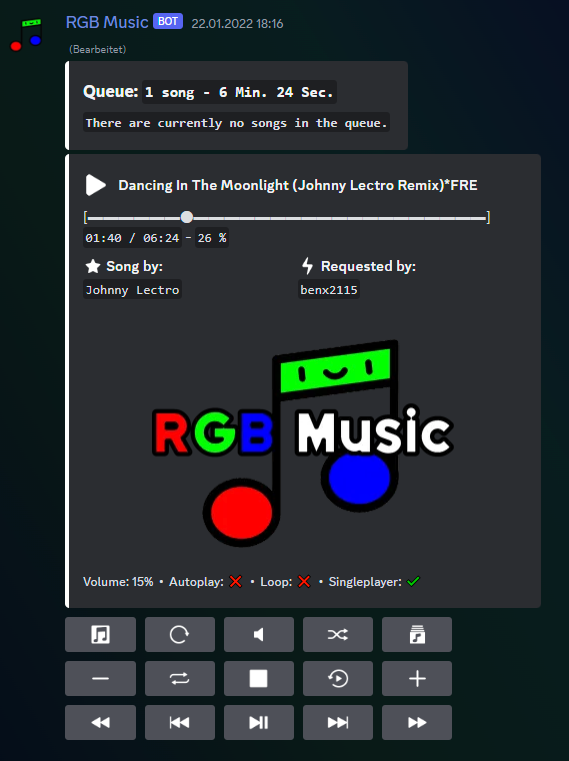 RGB Music BOT 22.01.2022 18:16
(Bearbeitet)
Queue: 1 song - 6 Min. 24 Sec.
There are currently no songs in the queue.
Dancing In The Moonlight (Johnny Lectro Remix)*FRE
01:40 / 06:24 - 26 %
Song by: Requested by:
Johnny Lectro benx2115
RGB Music
Volume: 15% • Autoplay: ❌ • Loop: ❌ • Singleplayer: ✔